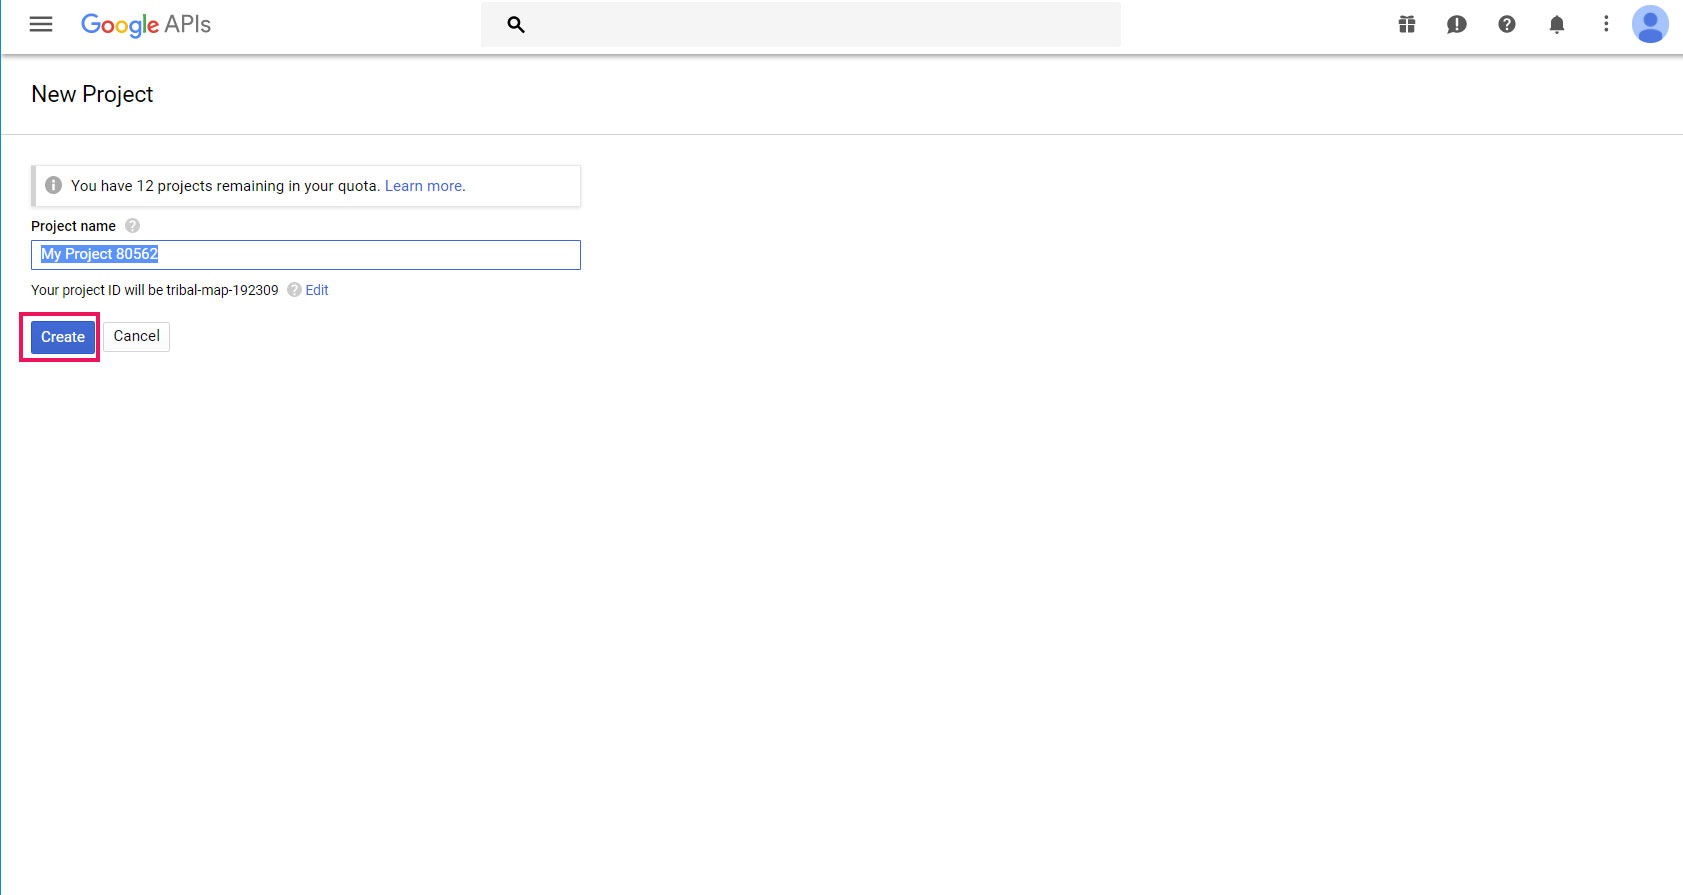 Google APIs
New Project
You have 12 projects remaining in your quota. Learn more.
Project name
My Project 80562
Your project ID will be tribal-map-192309 Edit
Create Cancel